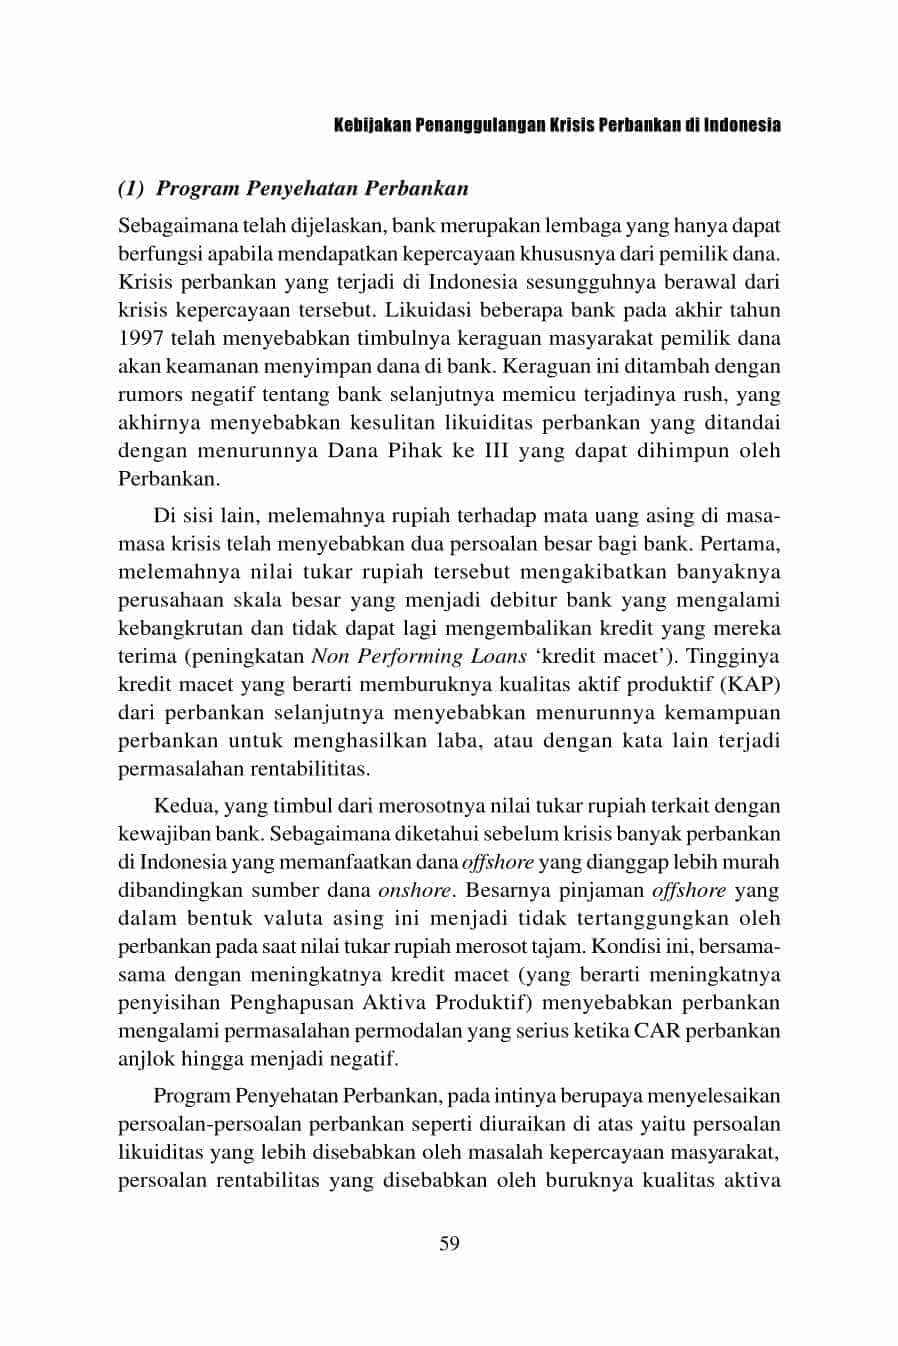 Kebijakan Penanggulangan Krisis Perbankan di Indonesia
(1) Program Penyehatan Perbankan
Sebagaimana telah dijelaskan, bank merupakan lembaga yang hanya dapat
berfungsi apabila mendapatkan kepercayaan khususnya dari pemilik dana.
Krisis perbankan yang terjadi di Indonesia sesungguhnya berawal dari
krisis kepercayaan tersebut. Likuidasi beberapa bank pada akhir tahun
1997 telah menyebabkan timbulnya keraguan masyarakat pemilik dana
akan keamanan menyimpan dana di bank. Keraguan ini ditambah dengan
rumors negatif tentang bank selanjutnya memicu terjadinya rush, yang
akhirnya menyebabkan kesulitan likuiditas perbankan yang ditandai
dengan menurunnya Dana Pihak ke III yang dapat dihimpun oleh
Perbankan.
Di sisi lain, melemahnya rupiah terhadap mata uang asing di masa-
masa krisis telah menyebabkan dua persoalan besar bagi bank. Pertama,
melemahnya nilai tukar rupiah tersebut mengakibatkan banyaknya
perusahaan skala besar yang menjadi debitur bank yang mengalami
kebangkrutan dan tidak dapat lagi mengembalikan kredit yang mereka
terima (peningkatan Non Performing Loans ‘kredit macet’). Tingginya
kredit macet yang berarti memburuknya kualitas aktif produktif (KAP)
dari perbankan selanjutnya menyebabkan menurunnya kemampuan
perbankan untuk menghasilkan laba, atau dengan kata lain terjadi
permasalahan rentabilititas.
Kedua, yang timbul dari merosotnya nilai tukar rupiah terkait dengan
kewajiban bank. Sebagaimana diketahui sebelum krisis banyak perbankan
di Indonesia yang memanfaatkan dana offshore yang dianggap lebih murah
dibandingkan sumber dana onshore. Besarnya pinjaman offshore yang
dalam bentuk valuta asing ini menjadi tidak tertanggungkan oleh
perbankan pada saat nilai tukar rupiah merosot tajam. Kondisi ini, bersama-
sama dengan meningkatnya kredit macet (yang berarti meningkatnya
penyisihan Penghapusan Aktiva Produktif) menyebabkan perbankan
mengalami permasalahan permodalan yang serius ketika CAR perbankan
anjlok hingga menjadi negatif.
Program Penyehatan Perbankan, pada intinya berupaya menyelesaikan
persoalan-persoalan perbankan seperti diuraikan di atas yaitu persoalan
likuiditas yang lebih disebabkan oleh masalah kepercayaan masyarakat,
persoalan rentabilitas yang disebabkan oleh buruknya kualitas aktiva
59